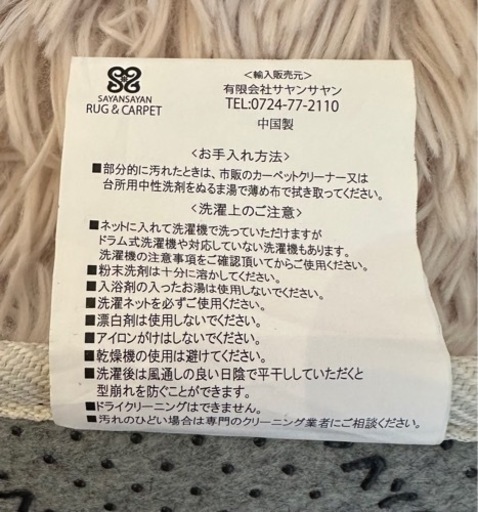 SAYANSAYAN
RUG & CARPET
<輸入販売元>
有限会社サヤンサヤン
TEL:0724-77-2110
中国製
<お手入れ方法>
■部分的に汚れたときは、市販のカーペットクリーナー又は
台所用中性洗剤をぬるま湯で薄め布で拭き取ってください。
<洗濯上のご注意>
■ネットに入れて洗濯機で洗っていただけますが
ドラム式洗濯機や対応していない洗濯機もあります。
洗濯機の注意事項をご確認頂いてからご使用ください。
■粉末洗剤は十分に溶かしてください。
■入浴剤の入ったお湯は使用しないでください。
■洗濯ネットを必ずご使用ください。
■漂白剤は使用しないでください。
■アイロンがけはしないでください。
■乾燥機の使用は避けてください。
■洗濯後は風通しの良い日陰で平干ししていただくと
型崩れを防ぐことができます。
■ドライクリーニングはできません。
■汚れのひどい場合は専門のクリーニング業者にご相談ください。